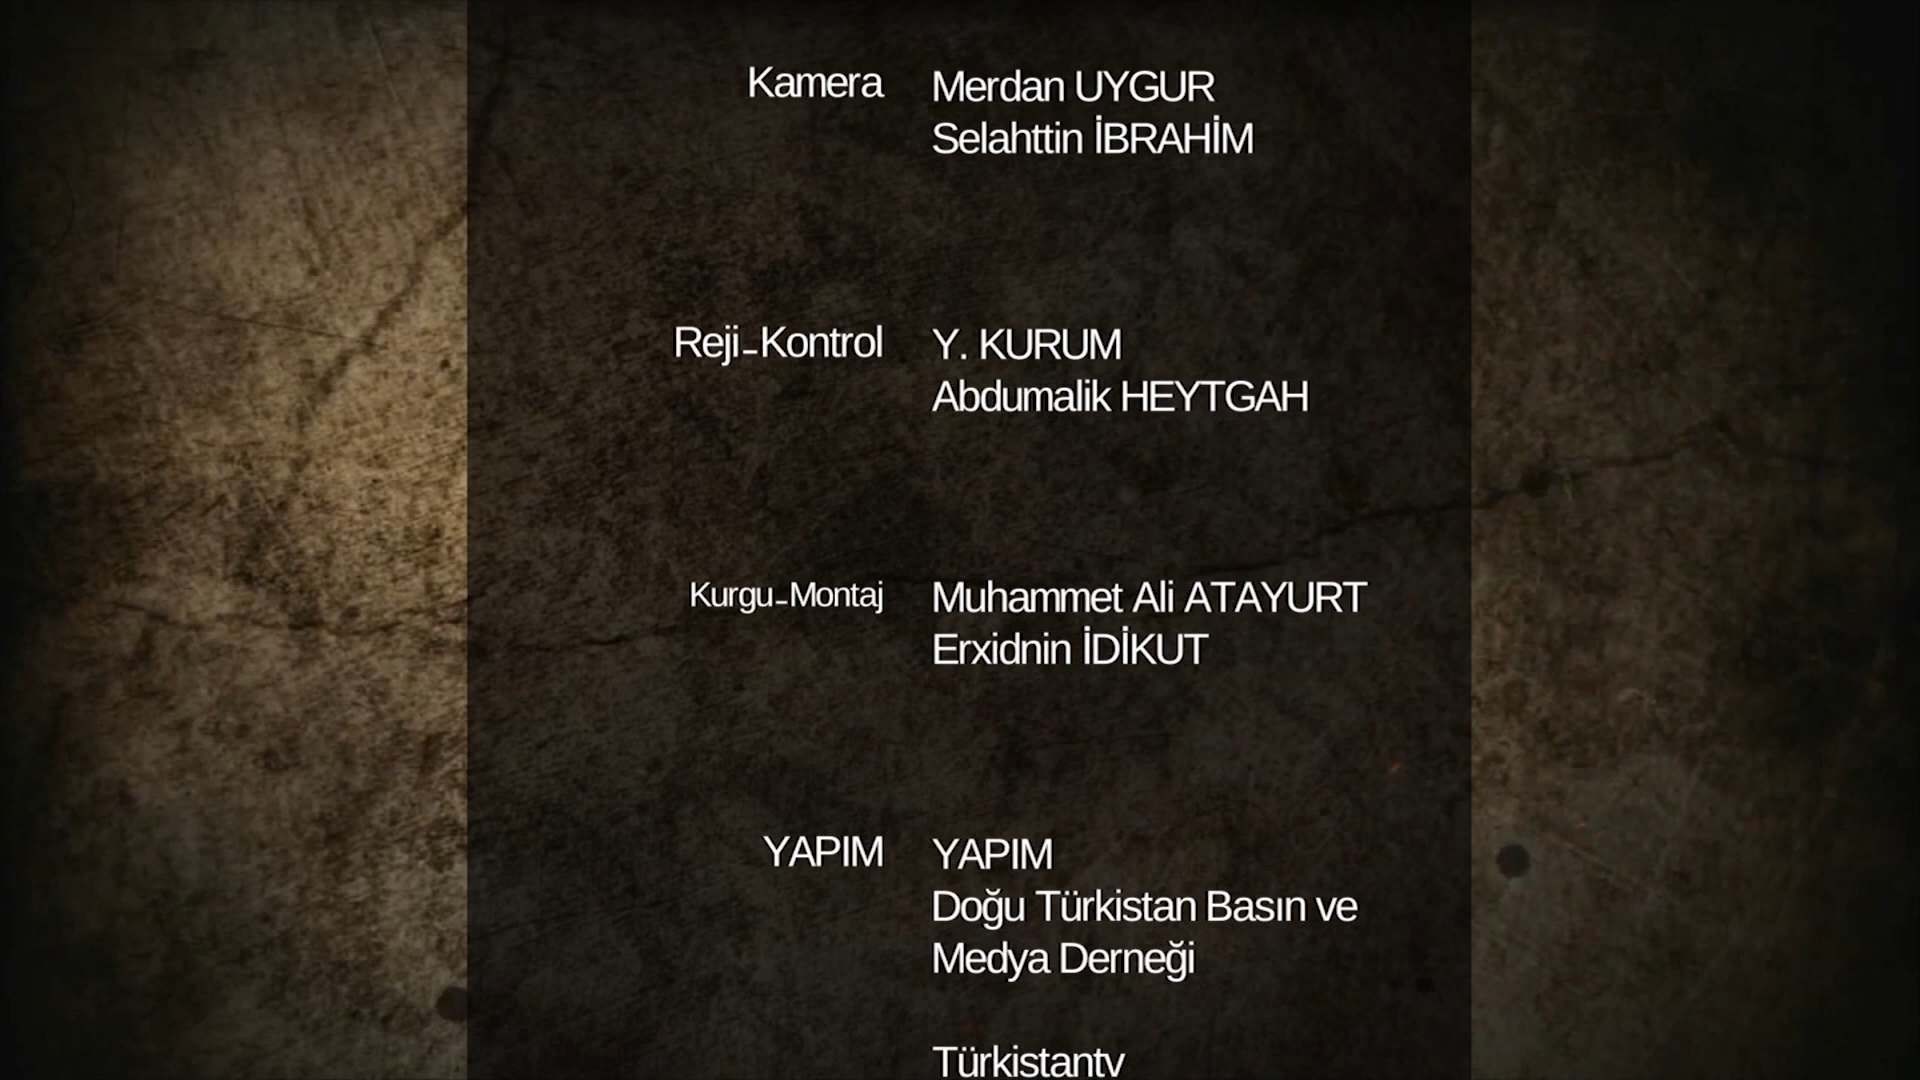 Kamera Merdan UYGUR
Selahttin İBRAHİM
Reji-Kontrol Y. KURUM
Abdumalik HEYTGAH
Kurgu-Montaj Muhammet Ali ATAYURT
Erxidnin İDİKUT
YAPIM YAPIM
Doğu Türkistan Basın ve
Medya Derneği
Türkistantv